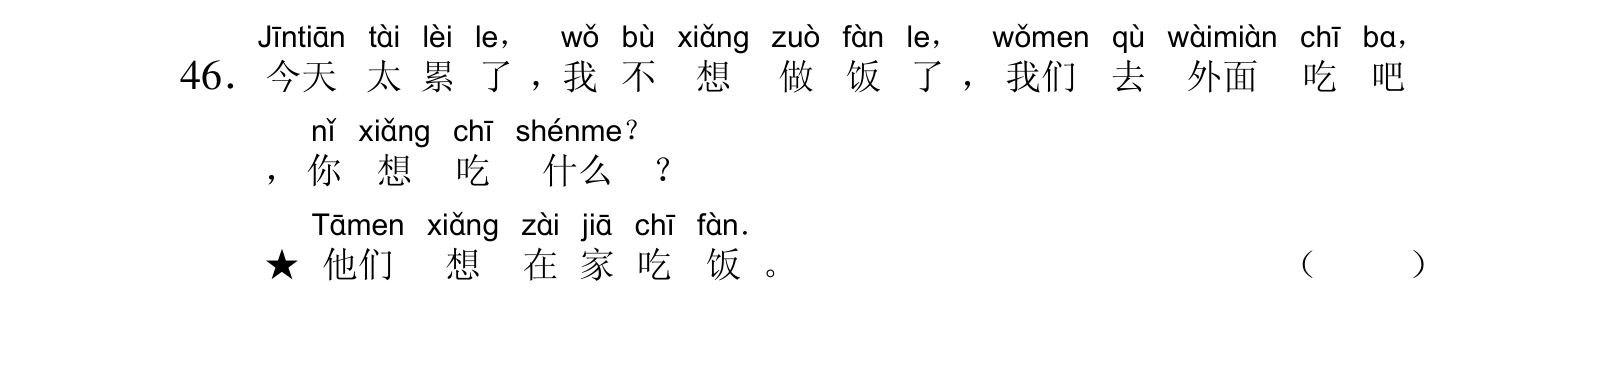 Jīntiān tài lèi le， wǒ bù xiǎng zuò fàn le， wǒmen qù wàimiàn chī ba，
46. 今天 太 累 了 ，我 不 想 做 饭 了 ， 我们 去 外面 吃 吧
nǐ xiǎng chī shénme？
，你 想 吃 什么 ？
Tāmen xiǎng zài jiā chī fàn.
★ 他们 想 在 家 吃 饭 。 （ ）